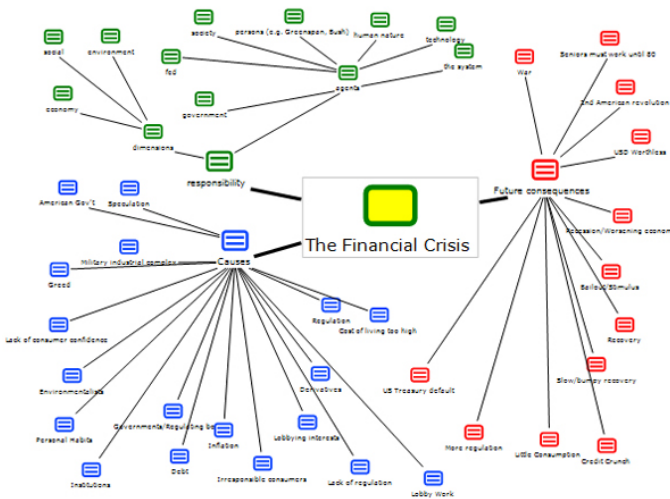 society
persons (e.g. Greenspan, Bush)
human nature
technology
social
environment
fed
the system
agents
economy
government
dimensions
responsibility
War
Seniors must work until 80
2nd American revolution
USD Worthless
Future consequences
American Gov't
Speculation
The Financial Crisis
Military industrial complex
Causes
Greed
Bailout/Stimulus
Regulation
Cost of living too high
Lack of consumer confidence
Recovery
Environmentalists
Derivatives
US Treasury default
Slow/bumpy recovery
Personal Habits
Governments/Regulating
Inflation
Lobbying interests
More regulation
Little Consumption
Credit Crunch
Institutions
Debt
Irresponsible consumers
Lack of regulation
Lobby Work